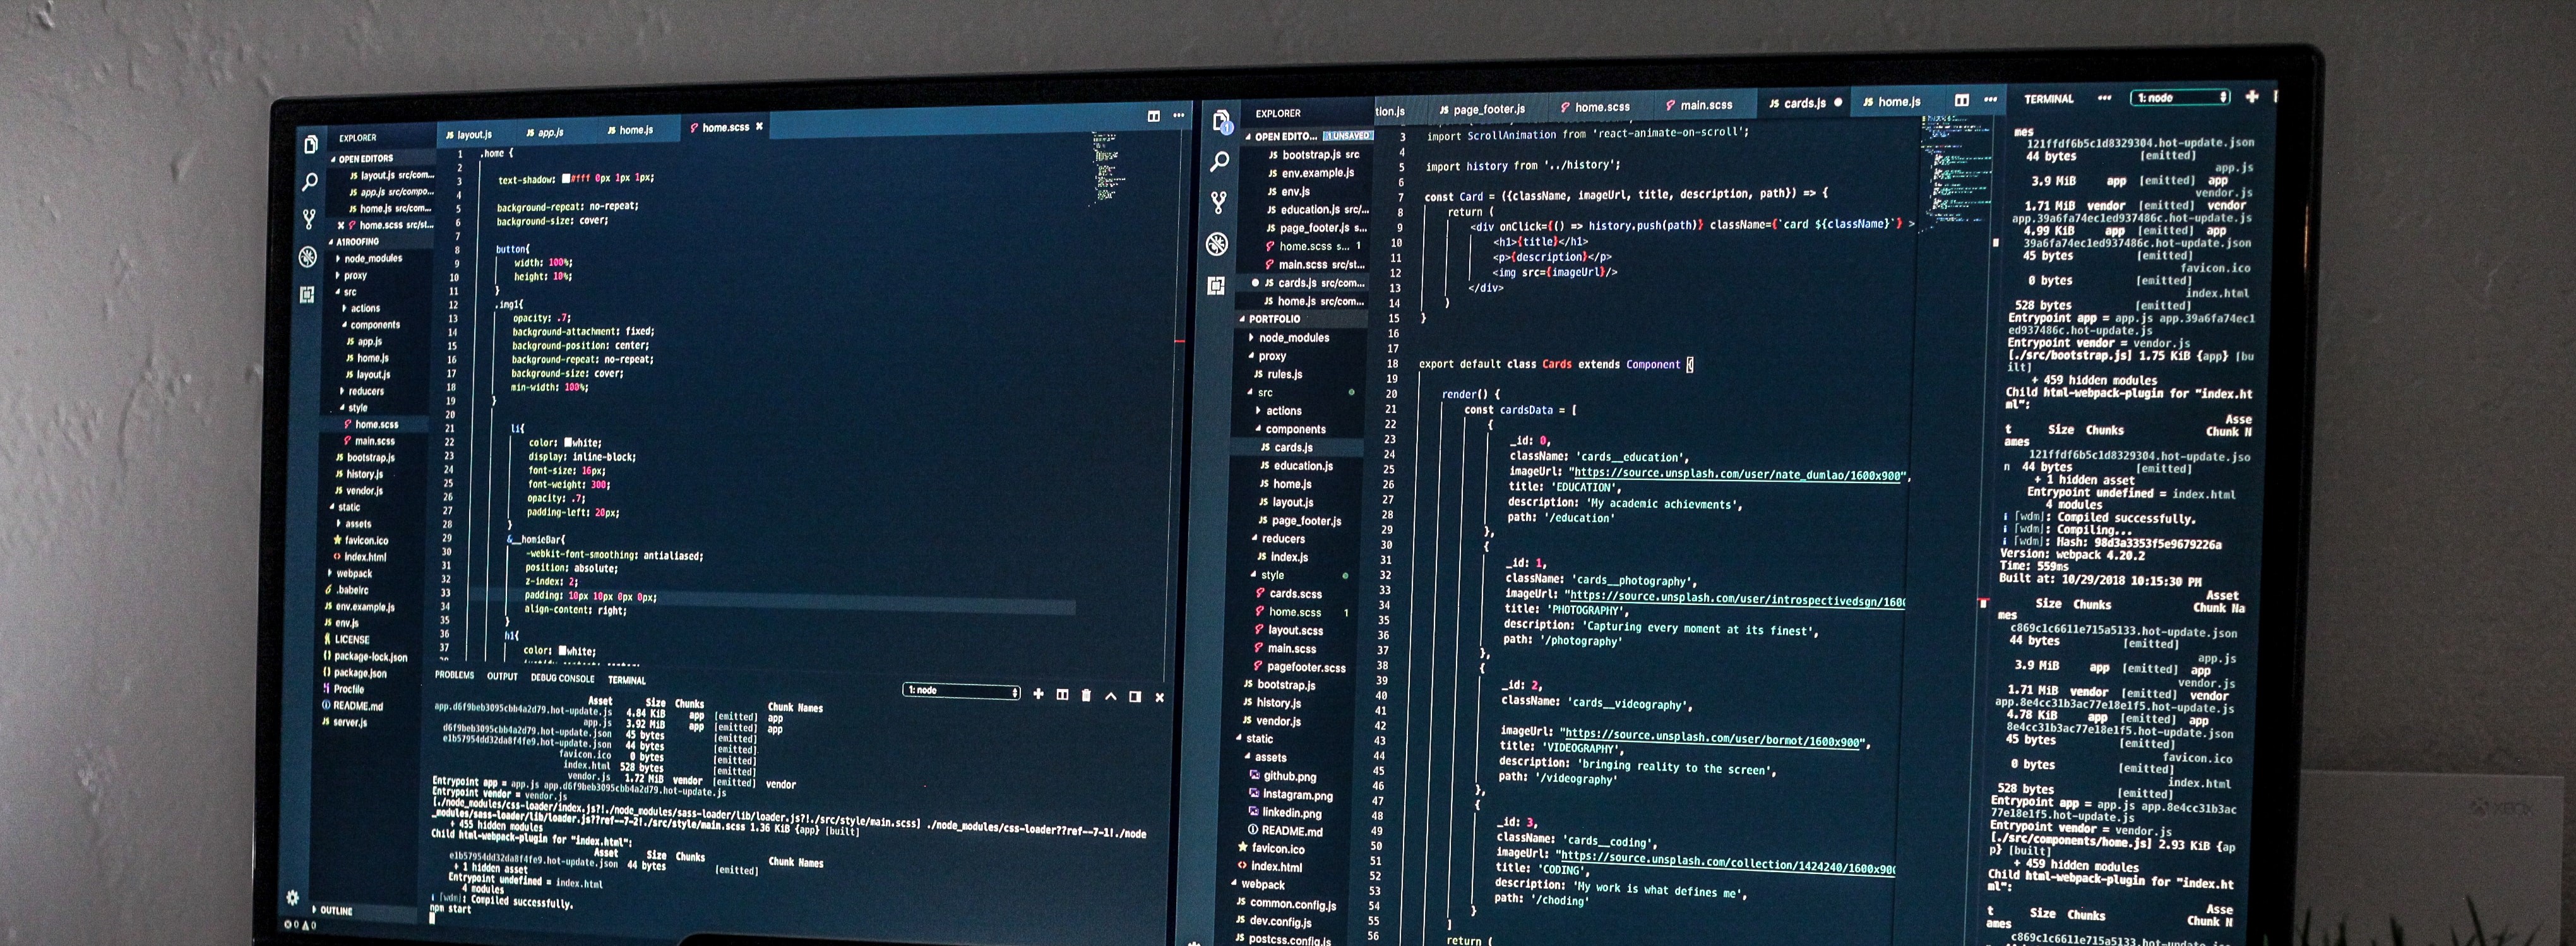 EXPLORER
OPEN EDITORS
JS layout.js src/com...
JS app.js src/compo...
JS home.js src/com...
home.scss src/st...
A1ROOFING
node_modules
proxy
src
actions
components
JS app.js
JS home.js
JS layout.js
reducers
style
home.scss
main.scss
JS bootstrap.js
JS history.js
JS vendor.js
static
assets
favicon.ico
index.html
webpack
.babelrc
JS env.example.js
JS env.js
LICENSE
package-lock.json
package.json
Procfile
README.md
JS server.js
OUTLINE
0 0
JS layout.js JS app.js JS home.js home.scss
1 .home {
2
3 text-shadow: #fff 0px 1px 1px;
4
5 background-repeat: no-repeat;
6 background-size: cover;
7
8 button{
9 width: 100%;
10 height: 10%;
11 }
12 .img1{
13 opacity: .7;
14 background-attachment: fixed;
15 background-position: center;
16 background-repeat: no-repeat;
17 background-size: cover;
18 min-width: 100%;
19 }
20
21 li{
22 color: white;
23 display: inline-block;
24 font-size: 16px;
25 font-weight: 300;
26 opacity: .7;
27 padding-left: 20px;
28 }
29 &__homieBar{
30 -webkit-font-smoothing: antialiased;
31 position: absolute;
32 z-index: 2;
33 padding: 10px 10px 0px 0px;
34 align-content: right;
35 }
36 h1{
37 color: white;
PROBLEMS OUTPUT DEBUG CONSOLE TERMINAL
1: node
Asset Size Chunks Chunk Names
app.d6f9beb3095cbb4a2d79.hot-update.js 4.84 KiB app [emitted] app
app.js 3.92 MiB app [emitted] app
d6f9beb3095cbb4a2d79.hot-update.json 45 bytes [emitted]
e1b57954dd32da8f4fe9.hot-update.json 44 bytes [emitted]
favicon.ico 0 bytes [emitted]
index.html 528 bytes [emitted]
vendor.js 1.72 MiB vendor [emitted] vendor
Entrypoint app = app.js app.d6f9beb3095cbb4a2d79.hot-update.js
Entrypoint vendor = vendor.js
[./node_modules/css-loader/index.js?!./node_modules/sass-loader/lib/loader.js?!./src/style/main.scss] ./node_modules/css-loader??ref--7-1!./node
_modules/sass-loader/lib/loader.js??ref--7-2!./src/style/main.scss 1.36 KiB {app} [built]
+ 455 hidden modules
Child html-webpack-plugin for "index.html":
Asset Size Chunks Chunk Names
e1b57954dd32da8f4fe9.hot-update.json 44 bytes [emitted]
+ 1 hidden asset
Entrypoint undefined = index.html
4 modules
i [wdm]: Compiled successfully.
npm start
EXPLORER
1
OPEN EDITO... 1 UNSAVED
JS bootstrap.js src
JS env.example.js
JS env.js
JS education.js src/...
JS page_footer.js s...
home.scss s... 1
main.scss src/st...
JS cards.js src/com...
JS home.js src/com...
PORTFOLIO
node_modules
proxy
JS rules.js
src
actions
components
JS cards.js
JS education.js
JS home.js
JS layout.js
JS page_footer.js
reducers
JS index.js
style
cards.scss
home.scss 1
layout.scss
main.scss
pagefooter.scss
JS bootstrap.js
JS history.js
JS vendor.js
static
assets
github.png
instagram.png
linkedin.png
README.md
favicon.ico
index.html
webpack
JS common.config.js
JS dev.config.js
JS postcss.config.js
tion.js JS page_footer.js home.scss main.scss JS cards.js JS home.js
3 import ScrollAnimation from 'react-animate-on-scroll';
4
5 import history from '../history';
6
7 const Card = ({className, imageUrl, title, description, path}) => {
8 return (
9 <div onClick={() => history.push(path)} className={`card ${className}`} >
10 <h1>{title}</h1>
11 <p>{description}</p>
12 <img src={imageUrl}/>
13 </div>
14 )
15 }
16
17
18 export default class Cards extends Component {
19
20 render() {
21 const cardsData = [
22 {
23 _id: 0,
24 className: 'cards__education',
25 imageUrl: "https://source.unsplash.com/user/nate_dumlao/1600x900",
26 title: 'EDUCATION',
27 description: 'My academic achievments',
28 path: '/education'
29 },
30 {
31 _id: 1,
32 className: 'cards__photography',
33 imageUrl: "https://source.unsplash.com/user/introspectivedsgn/1600
34 title: 'PHOTOGRAPHY',
35 description: 'Capturing every moment at its finest',
36 path: '/photography'
37 },
38 {
39 _id: 2,
40 className: 'cards__videography',
41
42 imageUrl: "https://source.unsplash.com/user/bormot/1600x900",
43 title: 'VIDEOGRAPHY',
44 description: 'bringing reality to the screen',
45 path: '/videography'
46 },
47 {
48 _id: 3,
49 className: 'cards__coding',
50 imageUrl: "https://source.unsplash.com/collection/1424240/1600x900
51 title: 'CODING',
52 description: 'My work is what defines me',
53 path: '/choding'
54 }
55 ]
56 return (
TERMINAL 1: node
mes
121ffdf6b5c1d8329304.hot-update.json
44 bytes [emitted]
app.js
3.9 MiB app [emitted] app
vendor.js
1.71 MiB vendor [emitted] vendor
app.39a6fa74ec1ed937486c.hot-update.js
4.99 KiB app [emitted] app
39a6fa74ec1ed937486c.hot-update.json
45 bytes [emitted]
favicon.ico
0 bytes [emitted]
index.html
528 bytes [emitted]
Entrypoint app = app.js app.39a6fa74ec1
ed937486c.hot-update.js
Entrypoint vendor = vendor.js
[./src/bootstrap.js] 1.75 KiB {app} [bu
ilt]
+ 459 hidden modules
Child html-webpack-plugin for "index.ht
ml":
Asse
t Size Chunks Chunk N
ames
121ffdf6b5c1d8329304.hot-update.jso
n 44 bytes [emitted]
+ 1 hidden asset
Entrypoint undefined = index.html
4 modules
i [wdm]: Compiled successfully.
i [wdm]: Compiling...
i [wdm]: Hash: 98d3a3353f5e9679226a
Version: webpack 4.20.2
Time: 559ms
Built at: 10/29/2018 10:15:30 PM
Asset
Size Chunks Chunk Na
mes
c869c1c6611e715a5133.hot-update.json
44 bytes [emitted]
app.js
3.9 MiB app [emitted] app
vendor.js
1.71 MiB vendor [emitted] vendor
app.8e4cc31b3ac77e18e1f5.hot-update.js
4.78 KiB app [emitted] app
8e4cc31b3ac77e18e1f5.hot-update.json
45 bytes [emitted]
favicon.ico
0 bytes [emitted]
index.html
528 bytes [emitted]
Entrypoint app = app.js app.8e4cc31b3ac
77e18e1f5.hot-update.js
Entrypoint vendor = vendor.js
[./src/components/home.js] 2.93 KiB {ap
p} [built]
+ 459 hidden modules
Child html-webpack-plugin for "index.ht
ml":
Asse
t Size Chunks Chunk N
ames
c869c1c6611e715a5133.hot-update.jso
XBOX